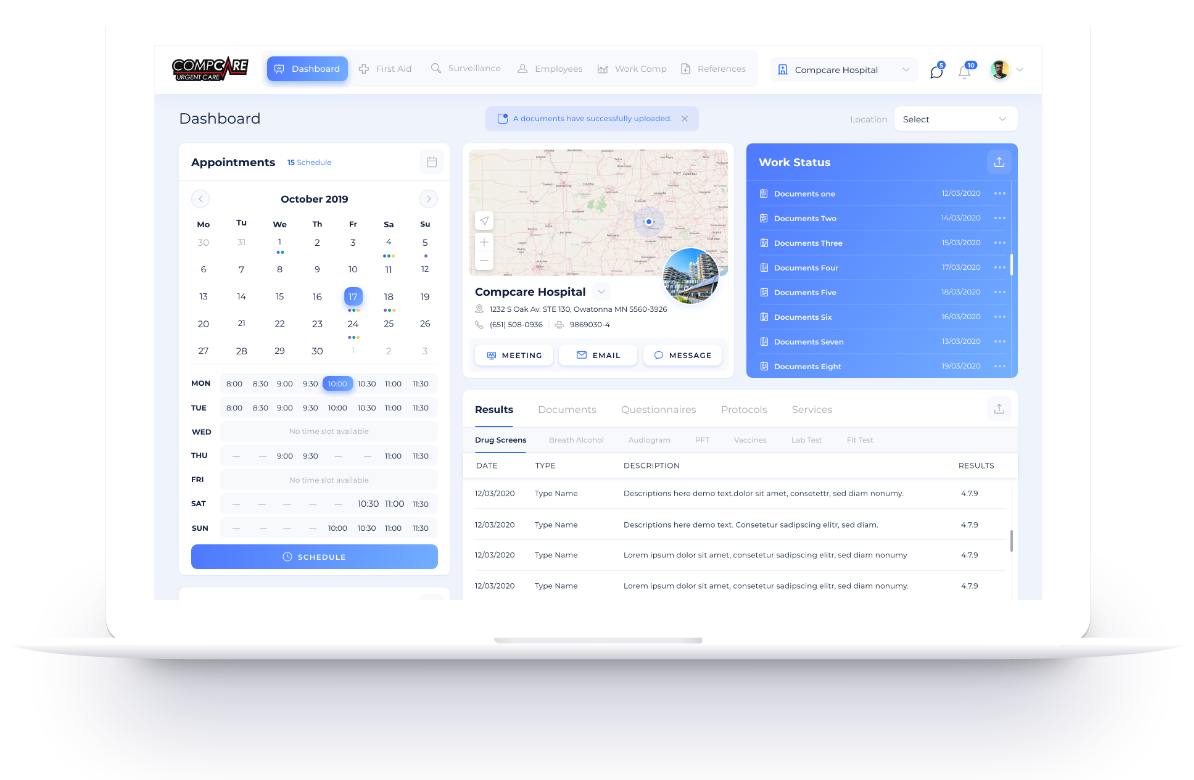 COMPCARE
URGENT CARE
Dashboard
First Aid
Surveillance
Employees
Work Comp
References
Compcare Hospital
5
10
Dashboard
A documents have successfully uploaded.
Location
Select
Appointments
15 Schedule
October 2019
Mo Tu We Th Fr Sa Su
30 31 1 2 3 4 5
6 7 8 9 10 11 12
13 14 15 16 17 18 19
20 21 22 23 24 25 26
27 28 29 30 1 2 3
MON 8:00 8:30 9:00 9:30 10:00 10:30 11:00 11:30
TUE 8:00 8:30 9:00 9:30 10:00 10:30 11:00 11:30
WED No time slot available
THU — — 9:00 9:30 — — 11:00 11:30
FRI No time slot available
SAT — — — — — 10:30 11:00 11:30
SUN — — — — 10:00 10:30 11:00 11:30
SCHEDULE
Compcare Hospital
1232 S Oak Av. STE 130, Owatonna MN 5560-3926
(651) 508-0936 9869030-4
MEETING
EMAIL
MESSAGE
Work Status
Documents one 12/03/2020
Documents Two 14/03/2020
Documents Three 15/03/2020
Documents Four 17/03/2020
Documents Five 18/03/2020
Documents Six 16/03/2020
Documents Seven 13/03/2020
Documents Eight 19/03/2020
Results Documents Questionnaires Protocols Services
Drug Screens Breath Alcohol Audiogram PFT Vaccines Lab Test Fit Test
DATE TYPE DESCRIPTION RESULTS
12/03/2020 Type Name Descriptions here demo text.dolor sit amet, consetettr, sed diam nonumy. 4.7.9
12/03/2020 Type Name Descriptions here demo text. Consetetur sadipscing elitr, sed diam. 4.7.9
12/03/2020 Type Name Lorem ipsum dolor sit amet, consetetur sadipscing elitr, sed diam nonumy 4.7.9
12/03/2020 Type Name Lorem ipsum dolor sit amet, consetetur sadipscing elitr, sed diam nonumy. 4.7.9